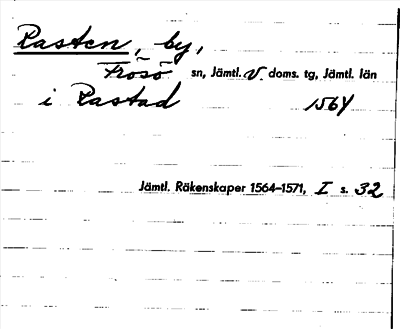 Rasten, by,
Frösö sn, Jämtl. V. doms. tg, Jämtl. län
i Rastad 1564
Jämtl. Räkenskaper 1564–1571, I s. 32